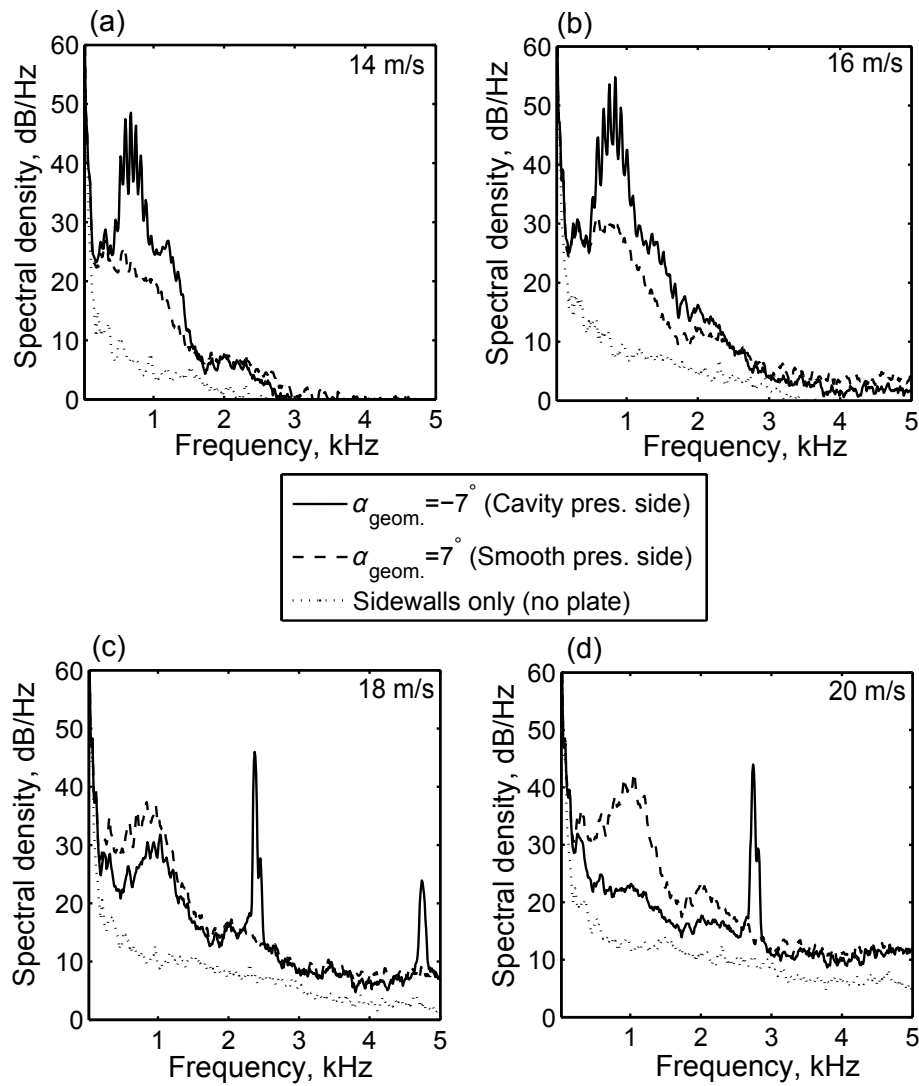 (a)
(b)
60
50
40
30
20
10
0
14 m/s
Spectral density, dB/Hz
1
2
3
4
5
Frequency, kHz
60
50
40
30
20
10
0
16 m/s
Spectral density, dB/Hz
1
2
3
4
5
Frequency, kHz
α geom.=−7° (Cavity pres. side)
α geom.=7° (Smooth pres. side)
Sidewalls only (no plate)
(c)
(d)
60
50
40
30
20
10
0
18 m/s
Spectral density, dB/Hz
1
2
3
4
5
Frequency, kHz
60
50
40
30
20
10
0
20 m/s
Spectral density, dB/Hz
1
2
3
4
5
Frequency, kHz